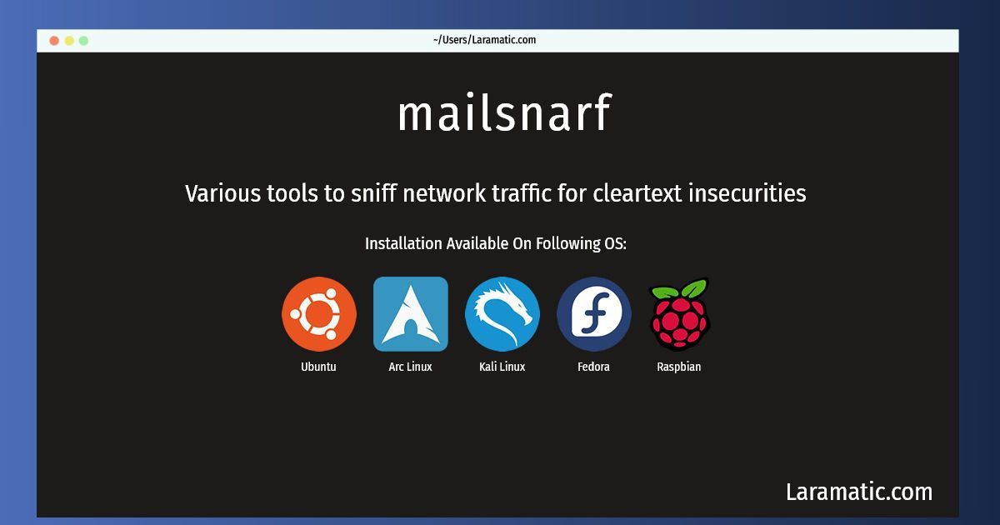 ~/Users/Laramatic.com
mailsnarf
Various tools to sniff network traffic for cleartext insecurities
Installation Available On Following OS:
Ubuntu Arc Linux Kali Linux Fedora Raspbian
Laramatic.com